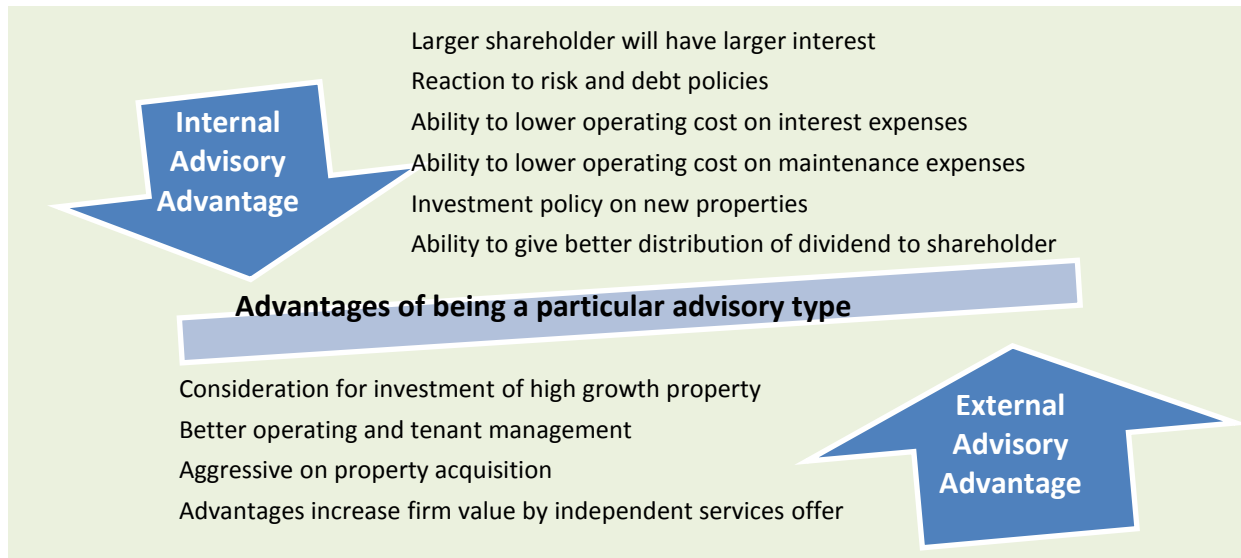 Larger shareholder will have larger interest
Reaction to risk and debt policies
Ability to lower operating cost on interest expenses
Ability to lower operating cost on maintenance expenses
Investment policy on new properties
Ability to give better distribution of dividend to shareholder
Internal
Advisory
Advantage
Advantages of being a particular advisory type
Consideration for investment of high growth property
Better operating and tenant management
Aggressive on property acquisition
Advantages increase firm value by independent services offer
External
Advisory
Advantage